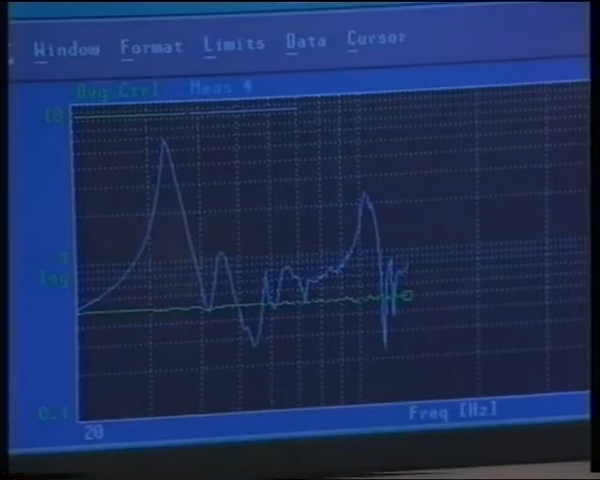 Window Format Limits Data Cursor
Avg Ctrl Meas 4
10
g
log
0.1
20
Freq [Hz]